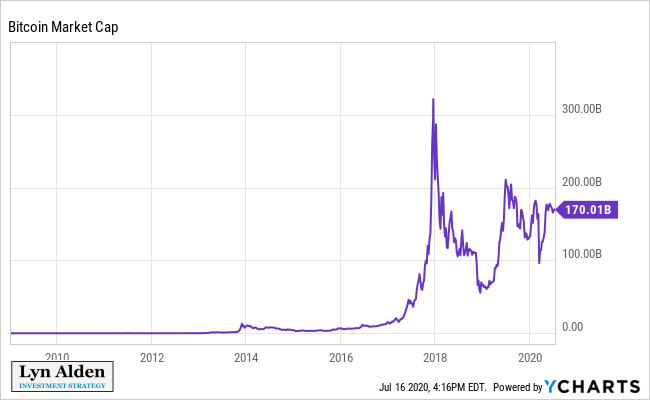 Bitcoin Market Cap
300.00B
200.00B
170.01B
100.00B
0.00
2010 2012 2014 2016 2018 2020
Lyn Alden
INVESTMENT STRATEGY
Jul 16 2020, 4:16PM EDT. Powered by YCHARTS